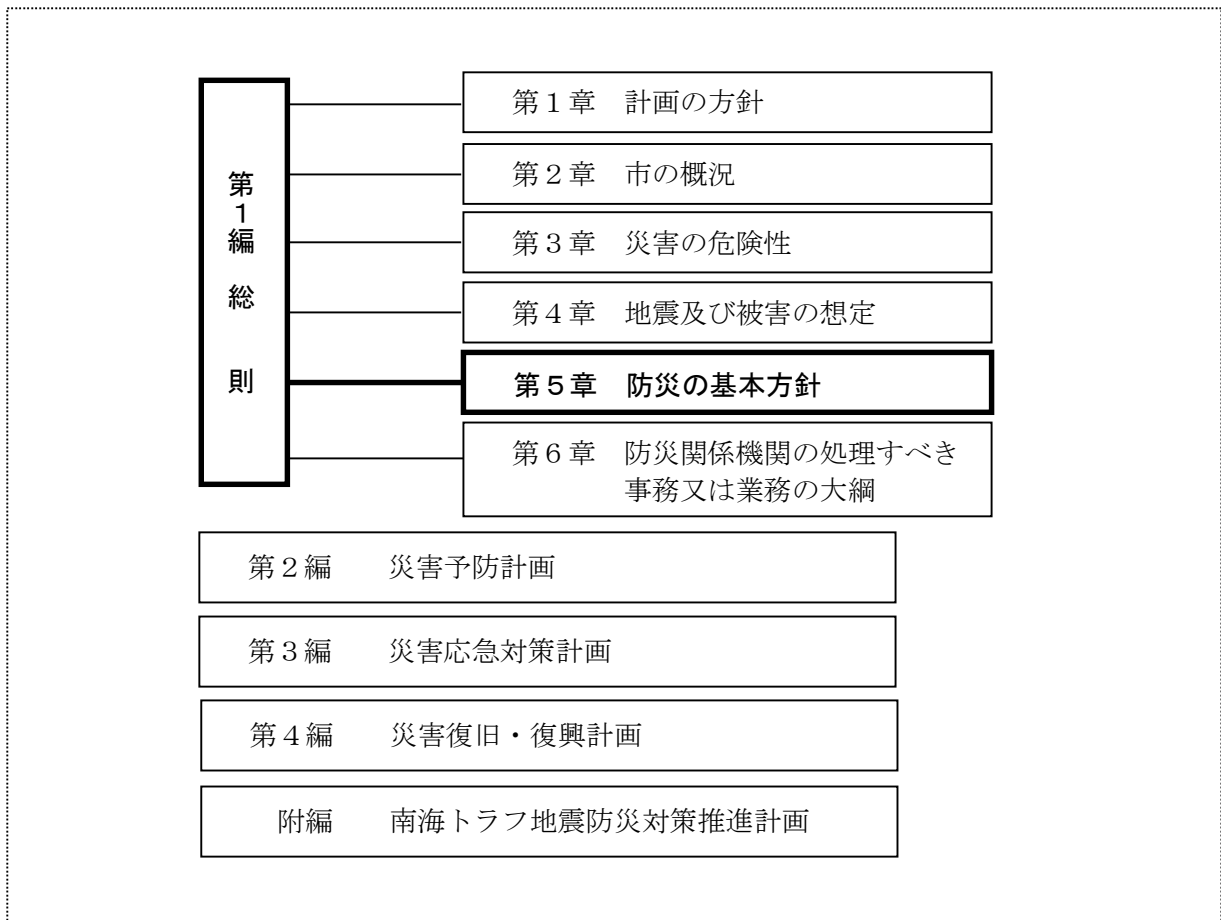 第１編 総 則
第１章 計画の方針
第２章 市の概況
第３章 災害の危険性
第４章 地震及び被害の想定
第５章 防災の基本方針
第６章 防災関係機関の処理すべき
事務又は業務の大綱
第２編 災害予防計画
第３編 災害応急対策計画
第４編 災害復旧・復興計画
附編 南海トラフ地震防災対策推進計画